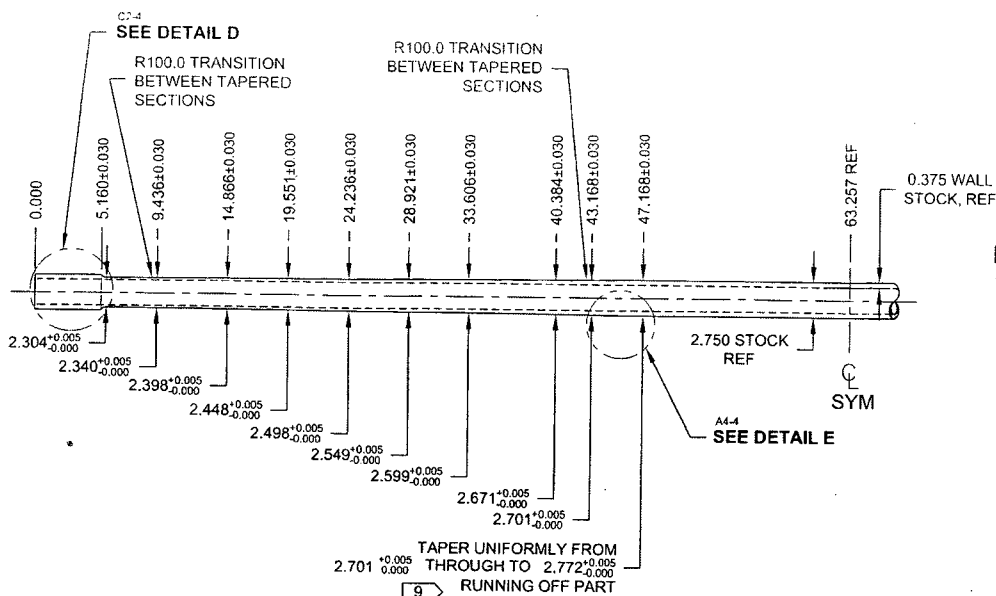 C2-4
SEE DETAIL D
R100.0 TRANSITION
BETWEEN TAPERED
SECTIONS
R100.0 TRANSITION
BETWEEN TAPERED
SECTIONS
0.000
5.160±0.030
9.436±0.030
14.866±0.030
19.551±0.030
24.236±0.030
28.921±0.030
33.606±0.030
40.384±0.030
43.168±0.030
47.168±0.030
63.257 REF
0.375 WALL
STOCK, REF
2.304 +0.005 -0.000
2.340 +0.005 -0.000
2.398 +0.005 -0.000
2.448 +0.005 -0.000
2.498 +0.005 -0.000
2.549 +0.005 -0.000
2.599 +0.005 -0.000
2.671 +0.005 -0.000
2.701 +0.005 -0.000
2.750 STOCK
REF
CL
SYM
A4-4
SEE DETAIL E
TAPER UNIFORMLY FROM
2.701 +0.005 0.000 THROUGH TO 2.772 +0.005 -0.000
9 RUNNING OFF PART